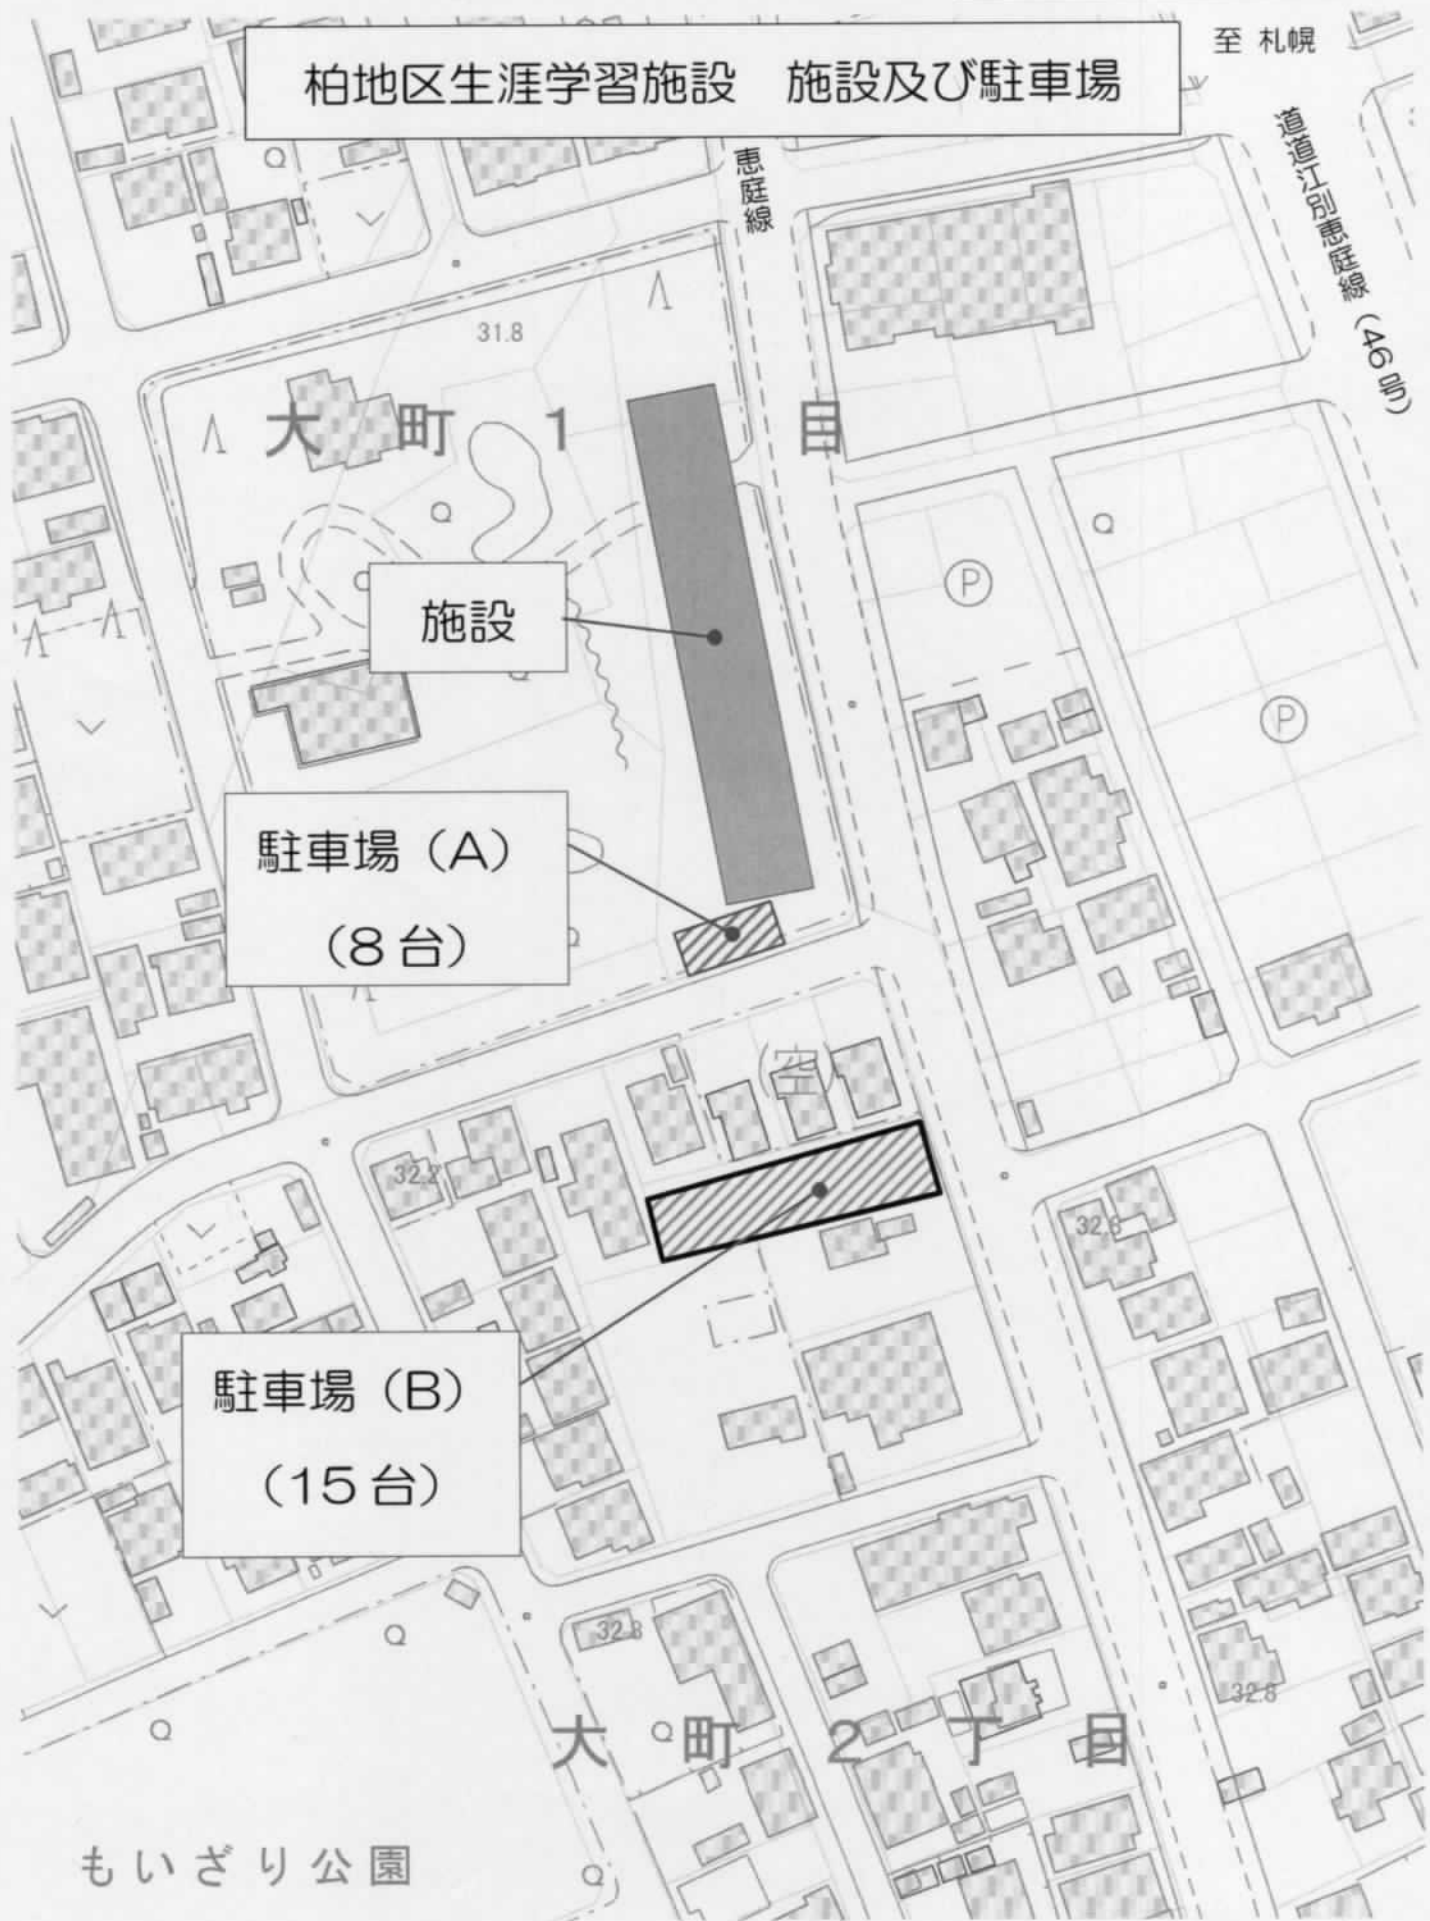 至 札幌
柏地区生涯学習施設　施設及び駐車場
恵庭線
道道江別恵庭線（46号）
31.8
大町1 目
P
施設
P
駐車場（A）
（8台）
（空）
32.2
32.8
駐車場（B）
（15台）
32.8
32.8
大町2丁目
もいざり公園